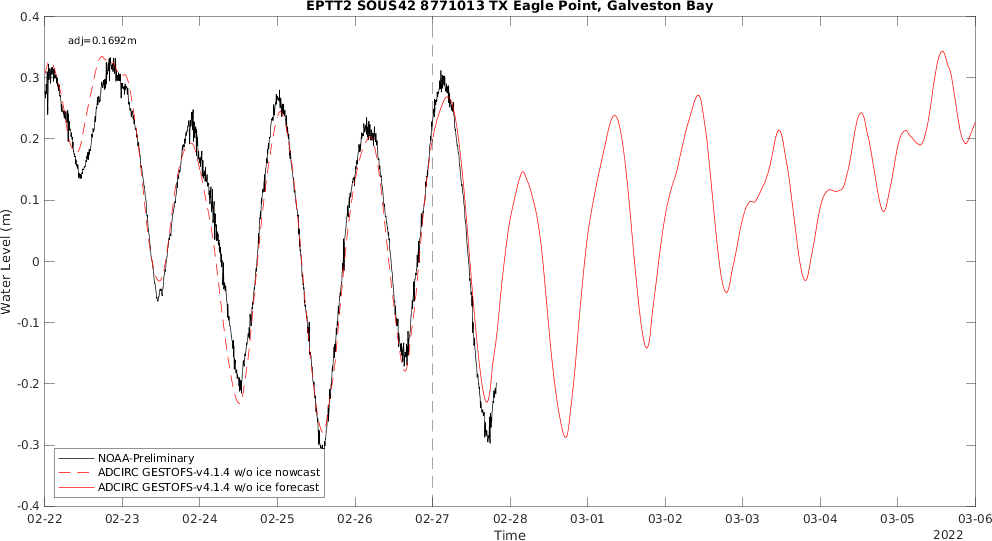 EPTT2 SOUS42 8771013 TX Eagle Point, Galveston Bay
adj=0.1692m
0.4
0.3
0.2
0.1
0
-0.1
-0.2
-0.3
-0.4
Water Level (m)
NOAA-Preliminary
ADCIRC GESTOFS-v4.1.4 w/o ice nowcast
ADCIRC GESTOFS-v4.1.4 w/o ice forecast
02-22 02-23 02-24 02-25 02-26 02-27 02-28 03-01 03-02 03-03 03-04 03-05 03-06
Time
2022